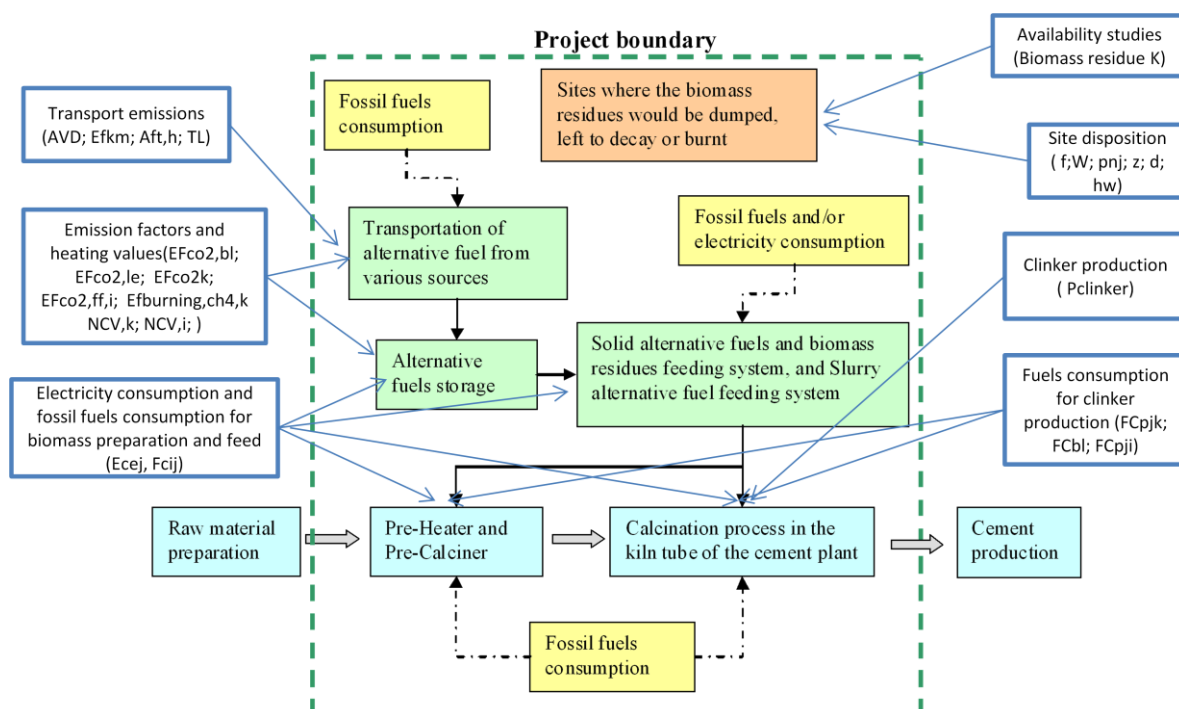 Project boundary
Availability studies
(Biomass residue K)
Transport emissions
(AVD; Efkm; Aft,h; TL)
Fossil fuels
consumption
Sites where the biomass
residues would be dumped,
left to decay or burnt
Site disposition
( f;W; pnj; z; d;
hw)
Emission factors and
heating values(EFco2,bl;
EFco2,le; EFco2k;
EFco2,ff,i; Efburning,ch4,k
NCV,k; NCV,i; )
Transportation of
alternative fuel from
various sources
Fossil fuels and/or
electricity consumption
Clinker production
( Pclinker)
Alternative
fuels storage
Solid alternative fuels and biomass
residues feeding system, and Slurry
alternative fuel feeding system
Electricity consumption and
fossil fuels consumption for
biomass preparation and feed
(Ecej, Fcij)
Fuels consumption
for clinker
production (FCpjk;
FCbl; FCpji)
Raw material
preparation
Pre-Heater and
Pre-Calciner
Calcination process in the
kiln tube of the cement plant
Cement
production
Fossil fuels
consumption